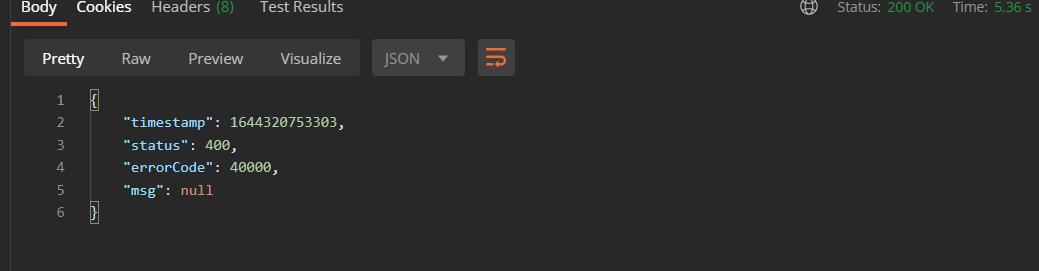 Body Cookies Headers (8) Test Results Status: 200 OK Time: 5.36 s
Pretty Raw Preview Visualize JSON
1 {
2 "timestamp": 1644320753303,
3 "status": 400,
4 "errorCode": 40000,
5 "msg": null
6 }